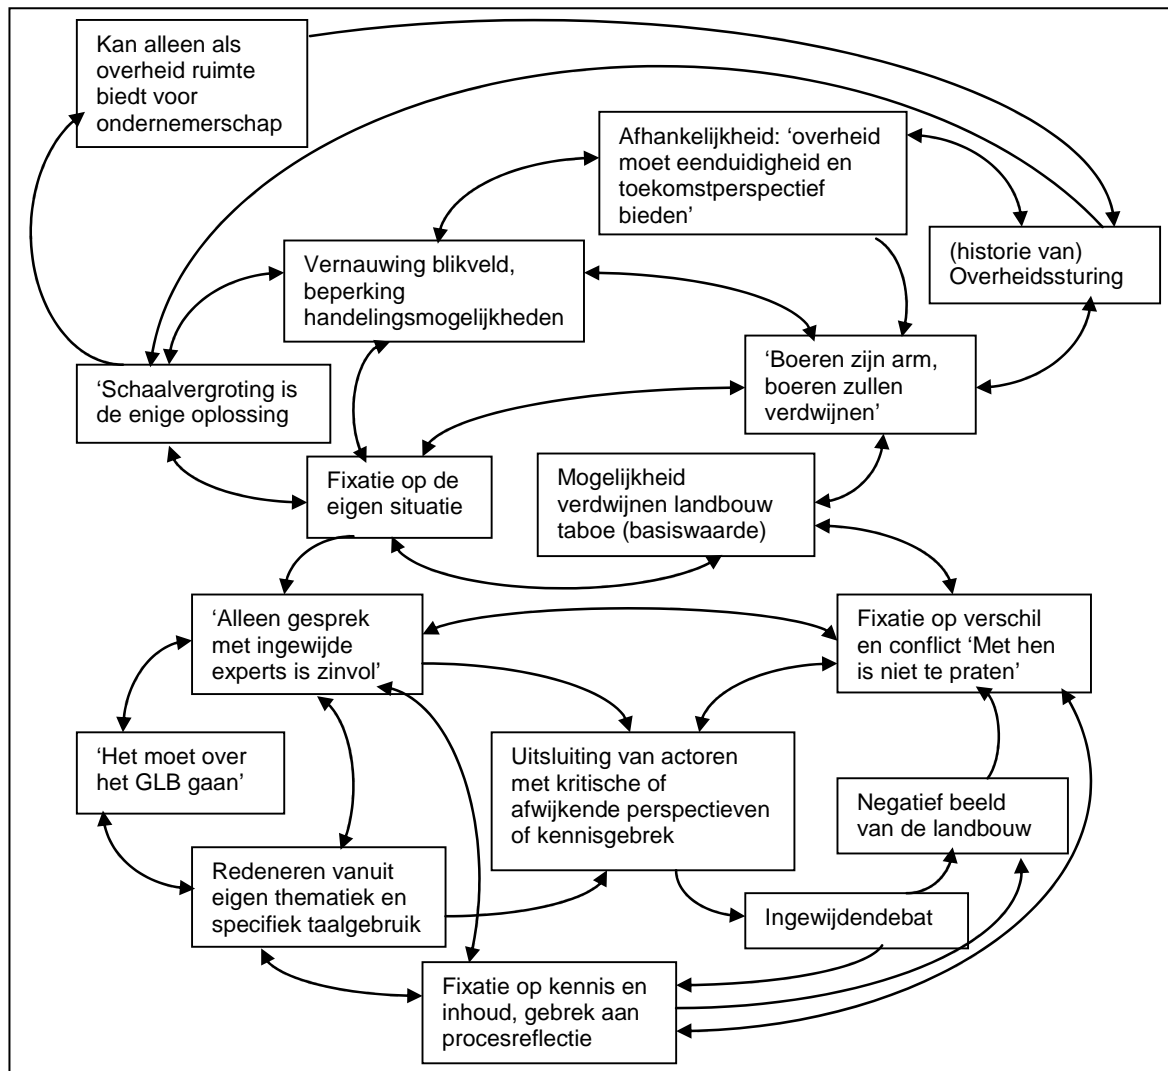 Kan alleen als
overheid ruimte
biedt voor
ondernemerschap
Afhankelijkheid: ‘overheid
moet eenduidigheid en
toekomstperspectief
bieden’
(historie van)
Overheidssturing
Vernauwing blikveld,
beperking
handelingsmogelijkheden
‘Boeren zijn arm,
boeren zullen
verdwijnen’
‘Schaalvergroting is
de enige oplossing
Fixatie op de
eigen situatie
Mogelijkheid
verdwijnen landbouw
taboe (basiswaarde)
‘Alleen gesprek
met ingewijde
experts is zinvol’
Fixatie op verschil
en conflict ‘Met hen
is niet te praten’
‘Het moet over
het GLB gaan’
Uitsluiting van actoren
met kritische of
afwijkende perspectieven
of kennisgebrek
Negatief beeld
van de landbouw
Redeneren vanuit
eigen thematiek en
specifiek taalgebruik
Ingewijdendebat
Fixatie op kennis en
inhoud, gebrek aan
procesreflectie